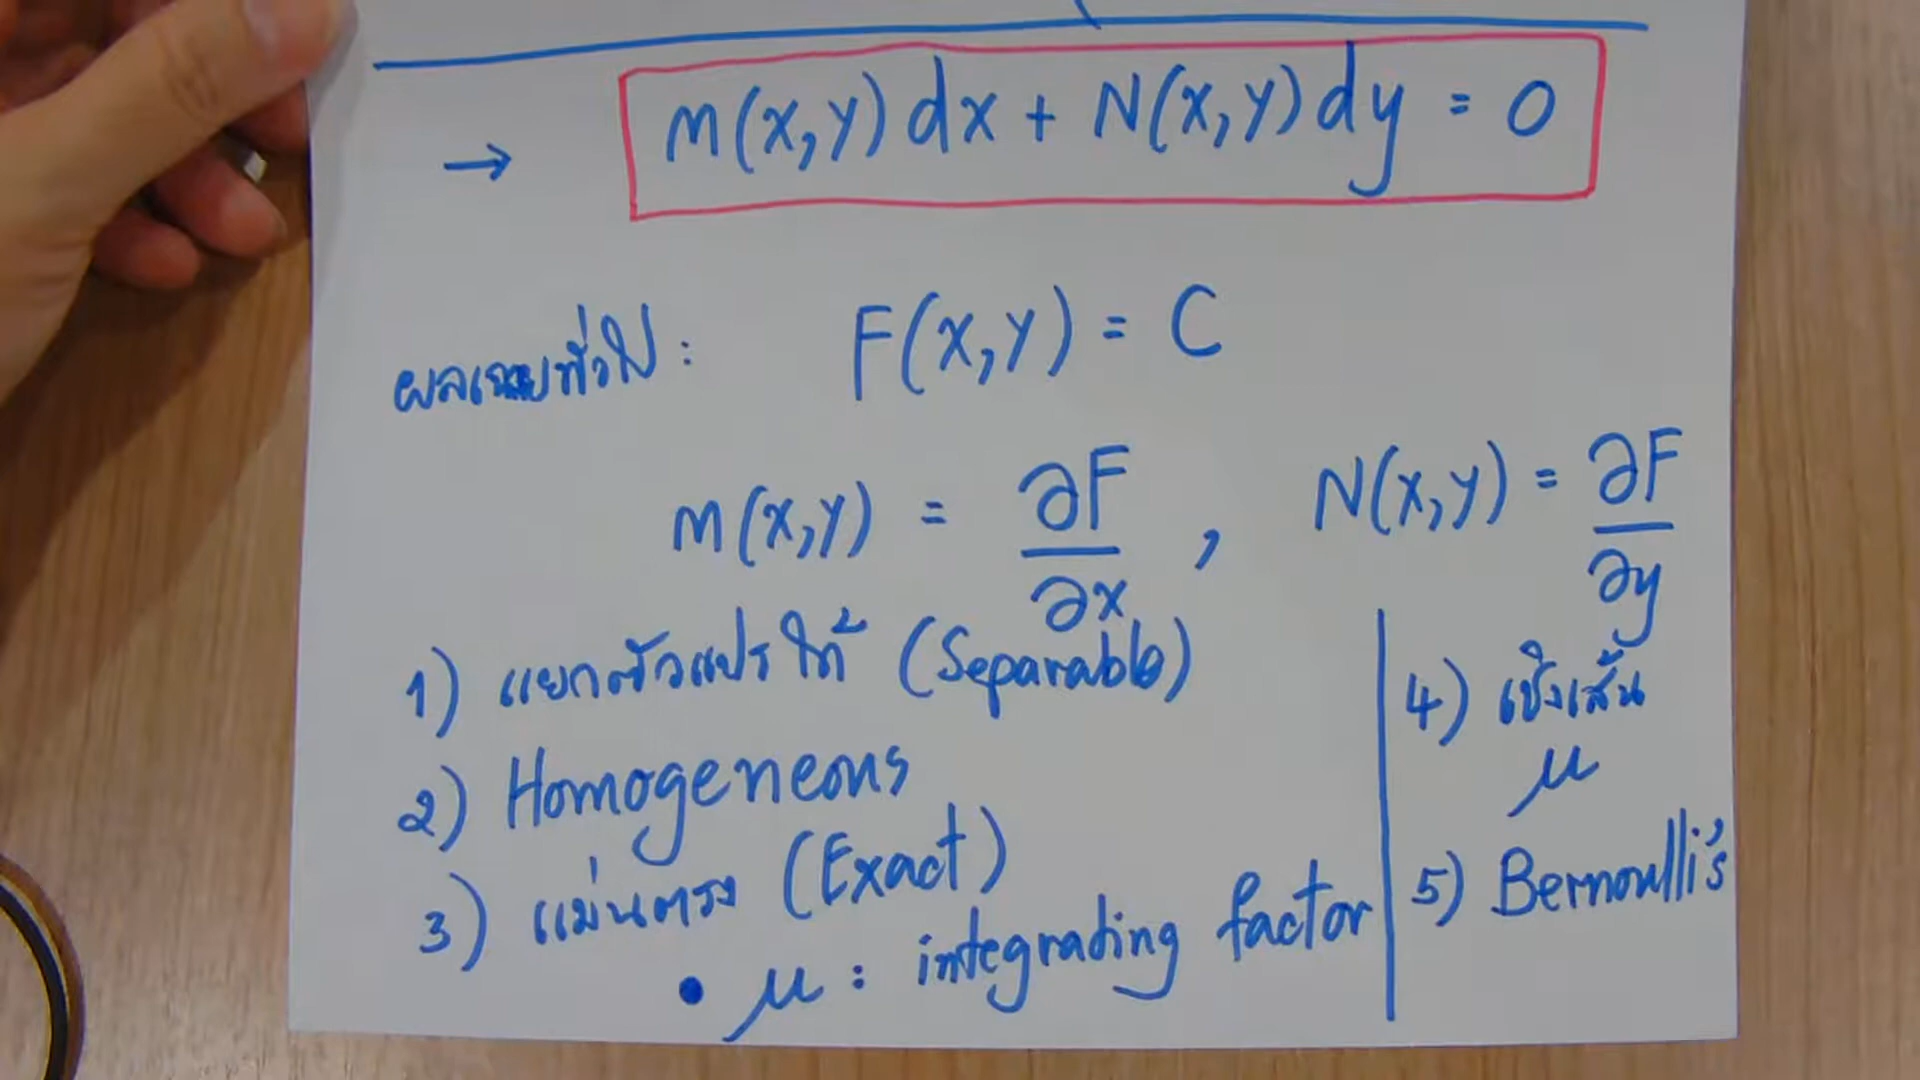 → M(x,y) dx + N(x,y) dy = 0
ผลเฉลยทั่วไป : F(x,y) = C
M(x,y) = ∂F/∂x , N(x,y) = ∂F/∂y
1) แยกตัวแปรได้ (Separable)
2) Homogeneous
3) แม่นตรง (Exact)
• μ : integrating factor
4) เชิงเส้น
μ
5) Bernoulli's